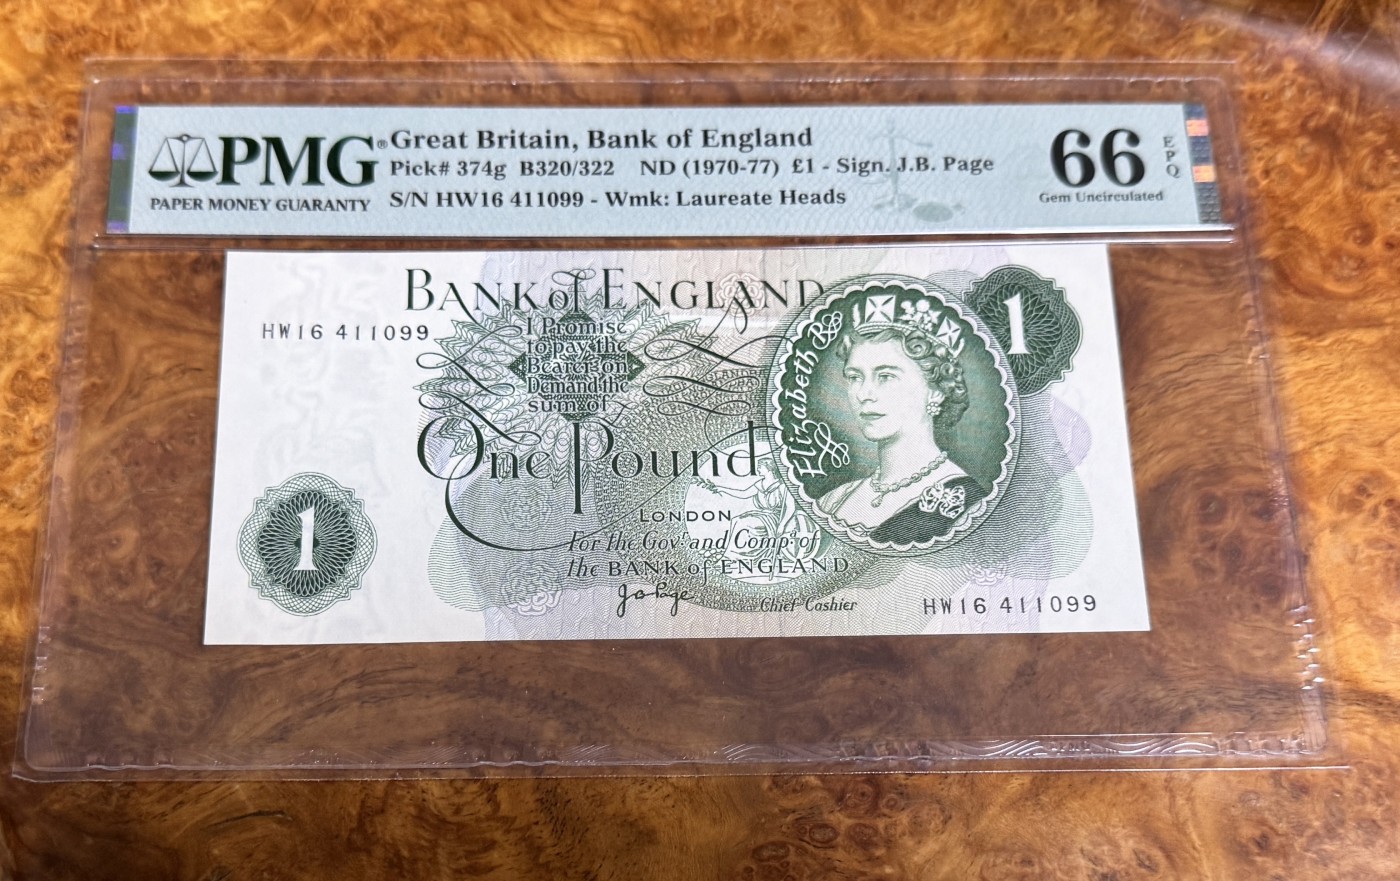 PMG®
PAPER MONEY GUARANTY
Great Britain, Bank of England
Pick# 374g B320/322 ND (1970-77) £1 - Sign. J.B. Page
S/N HW16 411099 - Wmk: Laureate Heads
66
EPQ
Gem Uncirculated
BANK of ENGLAND
HW16 411099
I Promise
to pay the
Bearer on
Demand the
sum of
One Pound
LONDON
For the Govr. and Compa. of
the BANK of ENGLAND
JB Page
Chief Cashier
HW16 411099
Elizabeth R
1
1